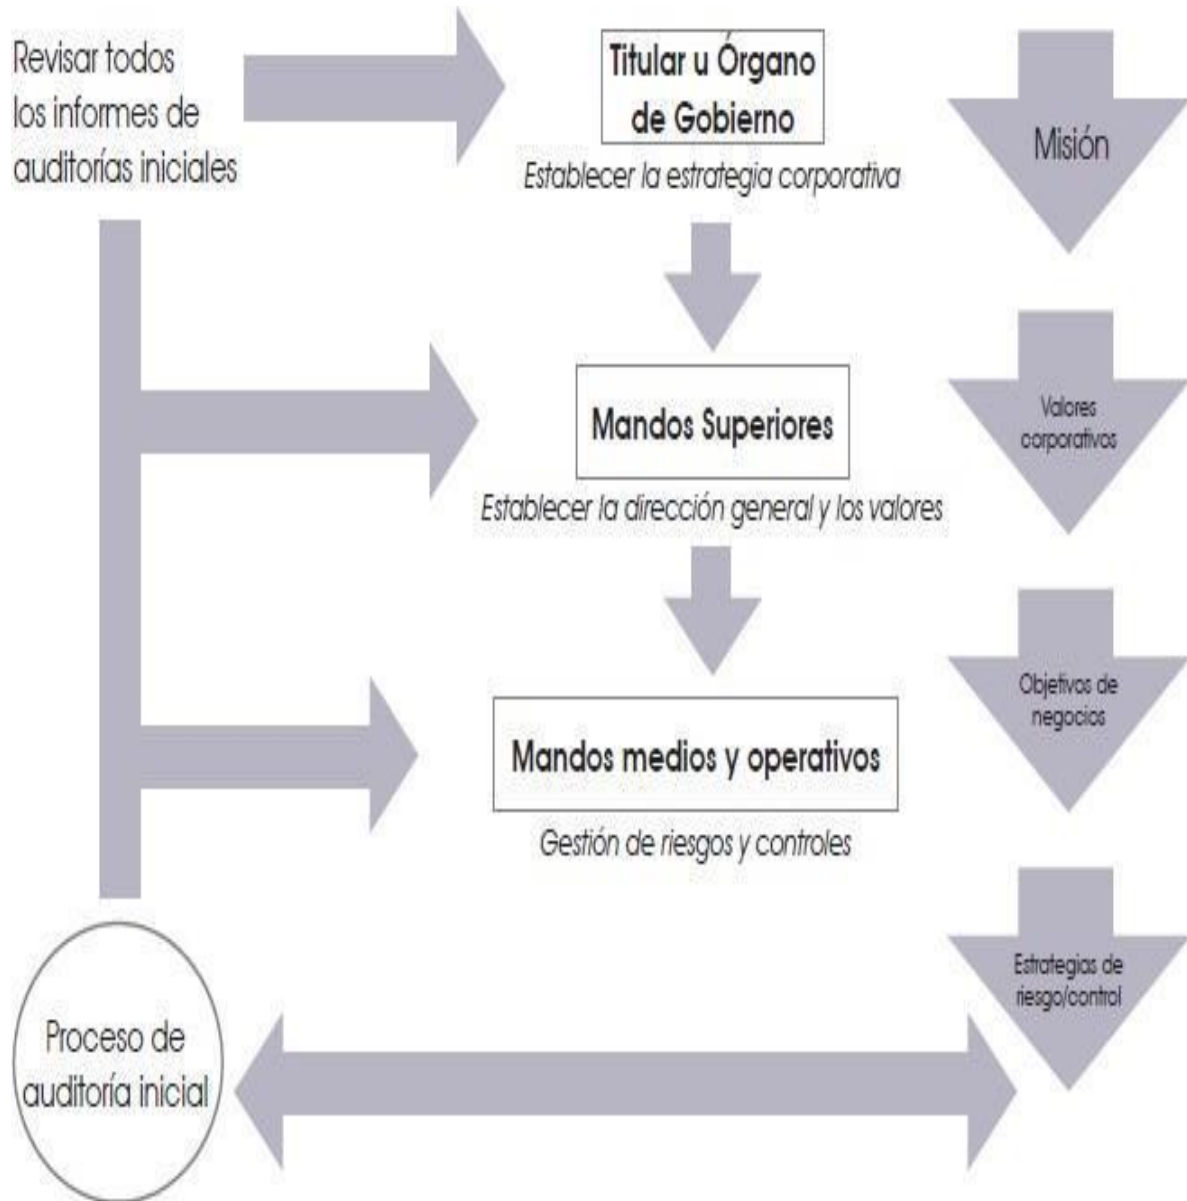 Revisar todos
los informes de
auditorías iniciales
Titular u Órgano
de Gobierno
Establecer la estrategia corporativa
Misión
Mandos Superiores
Establecer la dirección general y los valores
Valores
corporativos
Mandos medios y operativos
Gestión de riesgos y controles
Objetivos de
negocios
Estrategias de
riesgo/control
Proceso de
auditoría inicial